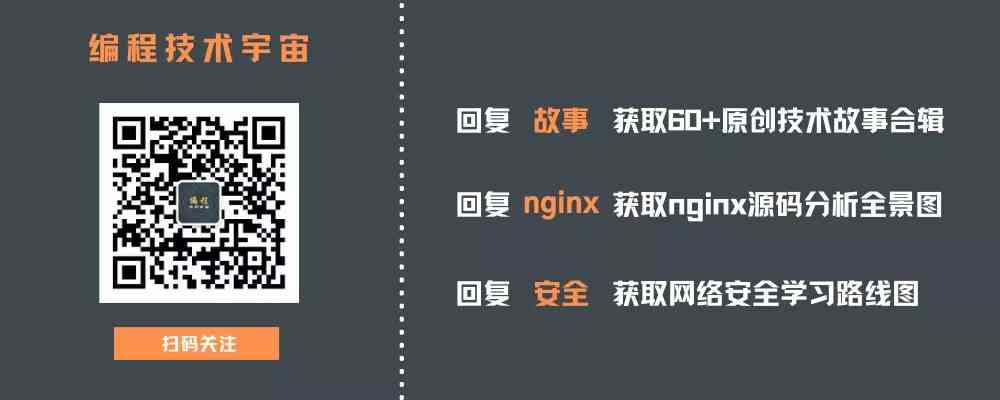 编程技术宇宙
编程
扫码关注
回复 故事 获取60+原创技术故事合辑
回复 nginx 获取nginx源码分析全景图
回复 安全 获取网络安全学习路线图